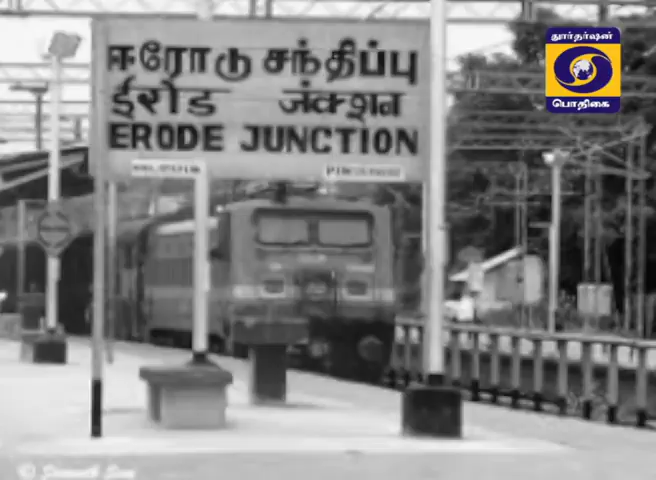 ஈரோடு சந்திப்பு
ईरोड जंक्शन
ERODE JUNCTION
தூர்தர்ஷன்
பொதிகை